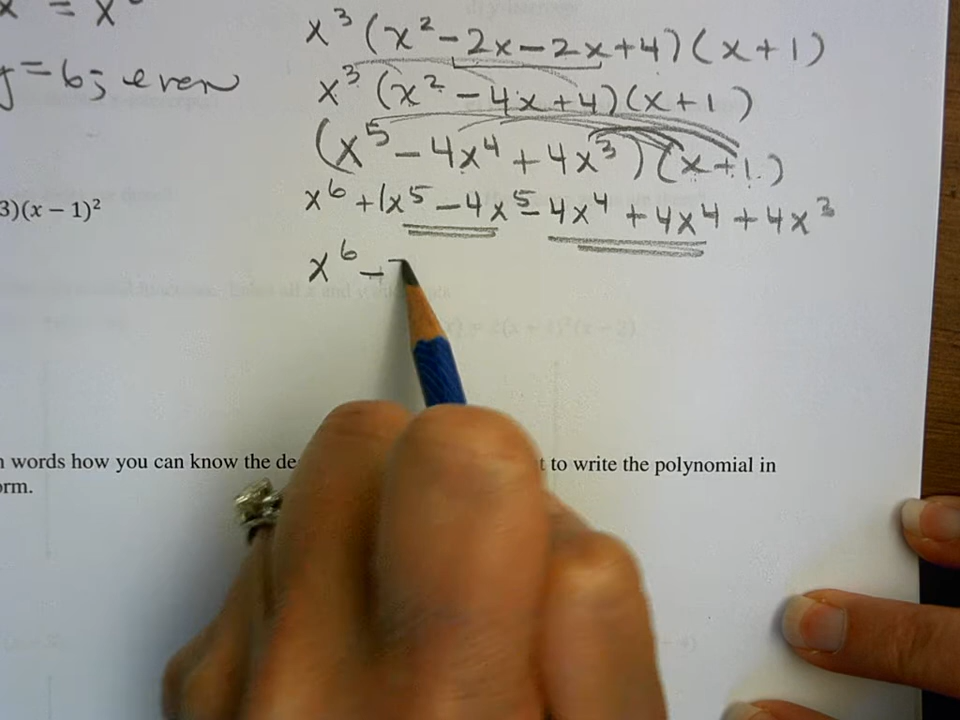 x³(x² - 2x - 2x + 4)(x + 1)
= x
= 6; even
x³(x² - 4x + 4)(x + 1)
(x⁵ - 4x⁴ + 4x³)(x + 1)
3)(x − 1)²
x⁶ + 1x⁵ - 4x⁵ - 4x⁴ + 4x⁴ + 4x³
x⁶ -
words how you can know the de
t to write the polynomial in
orm.